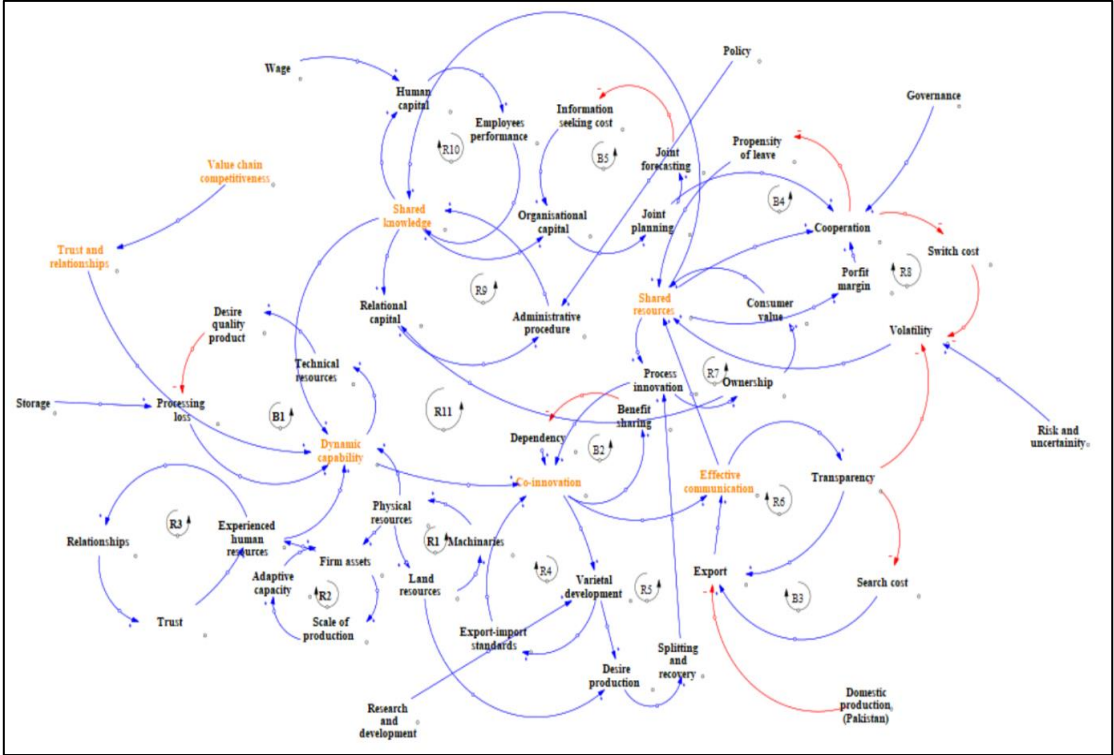 Policy
Wage
Human
capital
Governance
Information
seeking cost
Employees
performance
Propensity
of leave
R10
B5
Joint
forecasting
Value chain
competitiveness
B4
Shared
knowledge
Organisational
capital
Joint
planning
Cooperation
Switch cost
Trust and
relationships
Porfit
margin
R8
R9
Shared
resources
Consumer
value
Relational
capital
Administrative
procedure
Desire
quality
product
Volatility
Technical
resources
Process
innovation
R7
Ownership
Storage
Processing
loss
B1
R11
Benefit
sharing
Risk and
uncertainity
Dependency
B2
Dynamic
capability
Co-innovation
Effective
communication
Transparency
R6
Physical
resources
R3
Relationships
Experienced
human
resources
R1
Machinaries
Firm assets
R4
Varietal
development
R5
Export
Search cost
Adaptive
capacity
R2
Land
resources
B3
Trust
Scale of
production
Export-import
standards
Splitting
and
recovery
Desire
production
Research
and
development
Domestic
production
(Pakistan)